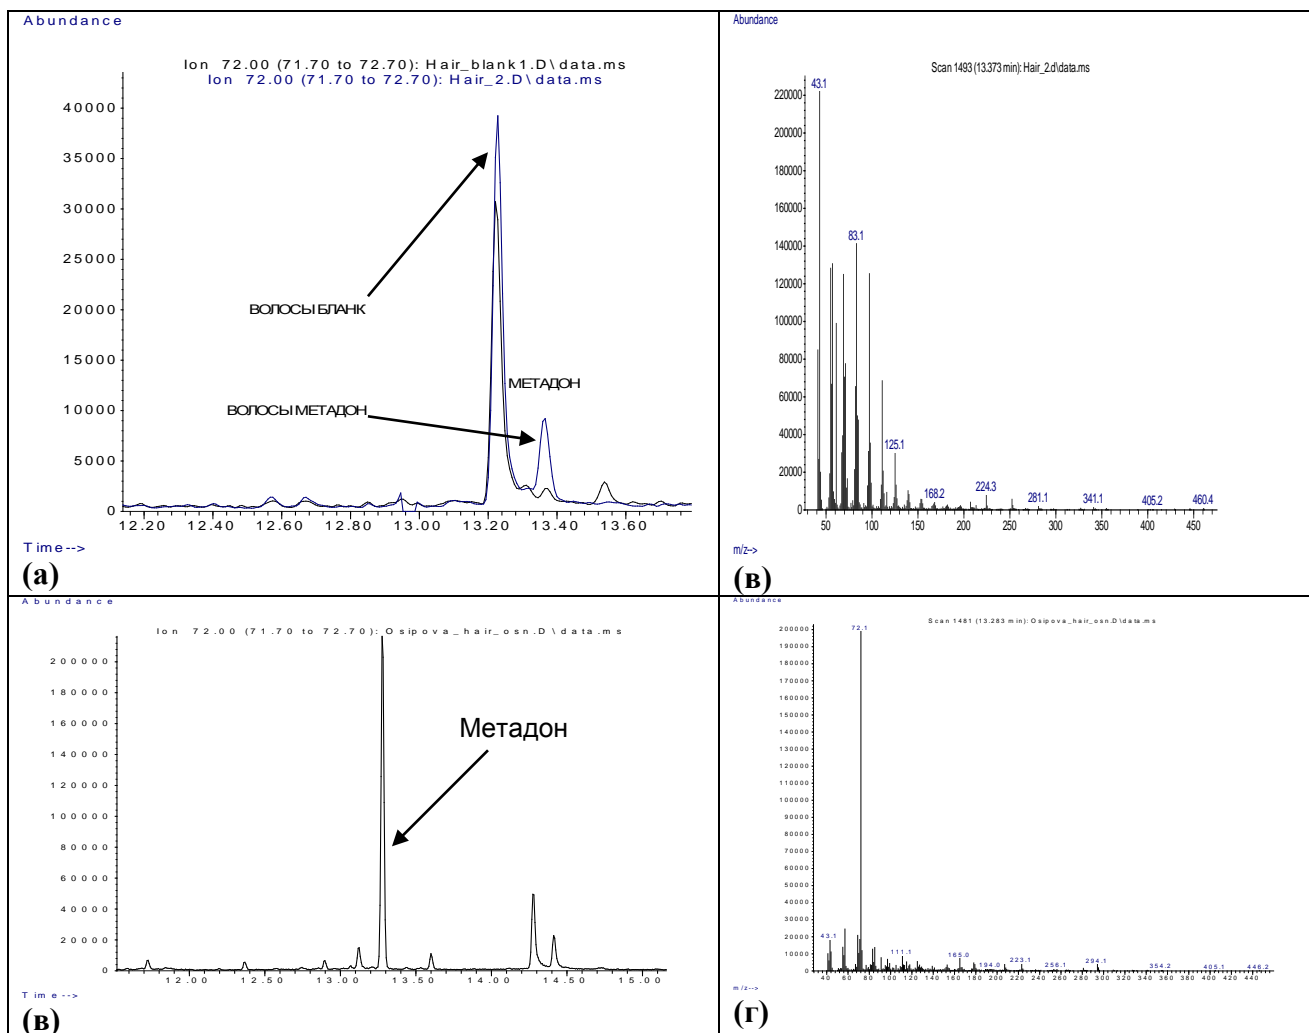 Abundance
Ion 72.00 (71.70 to 72.70): Hair_blank1.D\data.ms
Ion 72.00 (71.70 to 72.70): Hair_2.D\data.ms
40000
35000
30000
25000
20000
15000
10000
5000
0
ВОЛОСЫ БЛАНК
МЕТАДОН
ВОЛОСЫ МЕТАДОН
12.20 12.40 12.60 12.80 13.00 13.20 13.40 13.60
Time-->
(а)
Abundance
Scan 1493 (13.373 min): Hair_2.d\data.ms
220000
200000
180000
160000
140000
120000
100000
80000
60000
40000
20000
0
43.1
83.1
125.1
168.2
224.3
281.1
341.1
405.2
460.4
50 100 150 200 250 300 350 400 450
m/z-->
(в)
Abundance
Ion 72.00 (71.70 to 72.70): Osipova_hair_osn.D\data.ms
200000
180000
160000
140000
120000
100000
80000
60000
40000
20000
0
Метадон
12.00 12.50 13.00 13.50 14.00 14.50 15.00
Time-->
(в)
Abundance
Scan 1481 (13.283 min): Osipova_hair_osn.D\data.ms
200000
190000
180000
170000
160000
150000
140000
130000
120000
110000
100000
90000
80000
70000
60000
50000
40000
30000
20000
10000
0
72.1
43.1
111.1
165.0
194.0
223.1
256.1
294.1
354.2
405.1
446.2
40 60 80 100 120 140 160 180 200 220 240 260 280 300 320 340 360 380 400 420 440
m/z-->
(г)